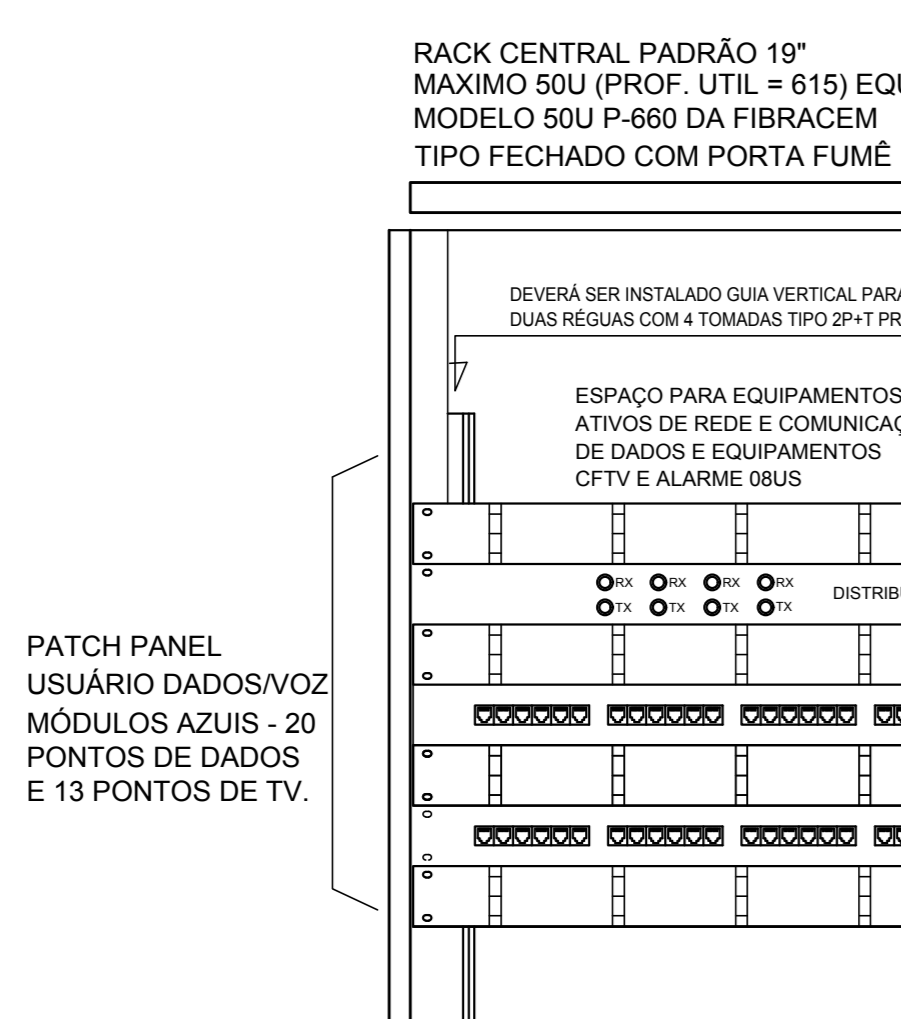 RACK CENTRAL PADRÃO 19"
MAXIMO 50U (PROF. UTIL = 615)
MODELO 50U P-660 DA FIBRACEM
TIPO FECHADO COM PORTA FUMÊ
DEVERÁ SER INSTALADO GUIA VERTICAL PARA
DUAS RÉGUAS COM 4 TOMADAS TIPO 2P+T
ESPAÇO PARA EQUIPAMENTOS
ATIVOS DE REDE E
DE DADOS E EQUIPAMENTOS
CFTV E ALARME 08US
RX RX RX RX
TX TX TX TX
PATCH PANEL
USUÁRIO DADOS/VOZ
MÓDULOS AZUIS - 20
PONTOS DE DADOS
E 13 PONTOS DE TV.